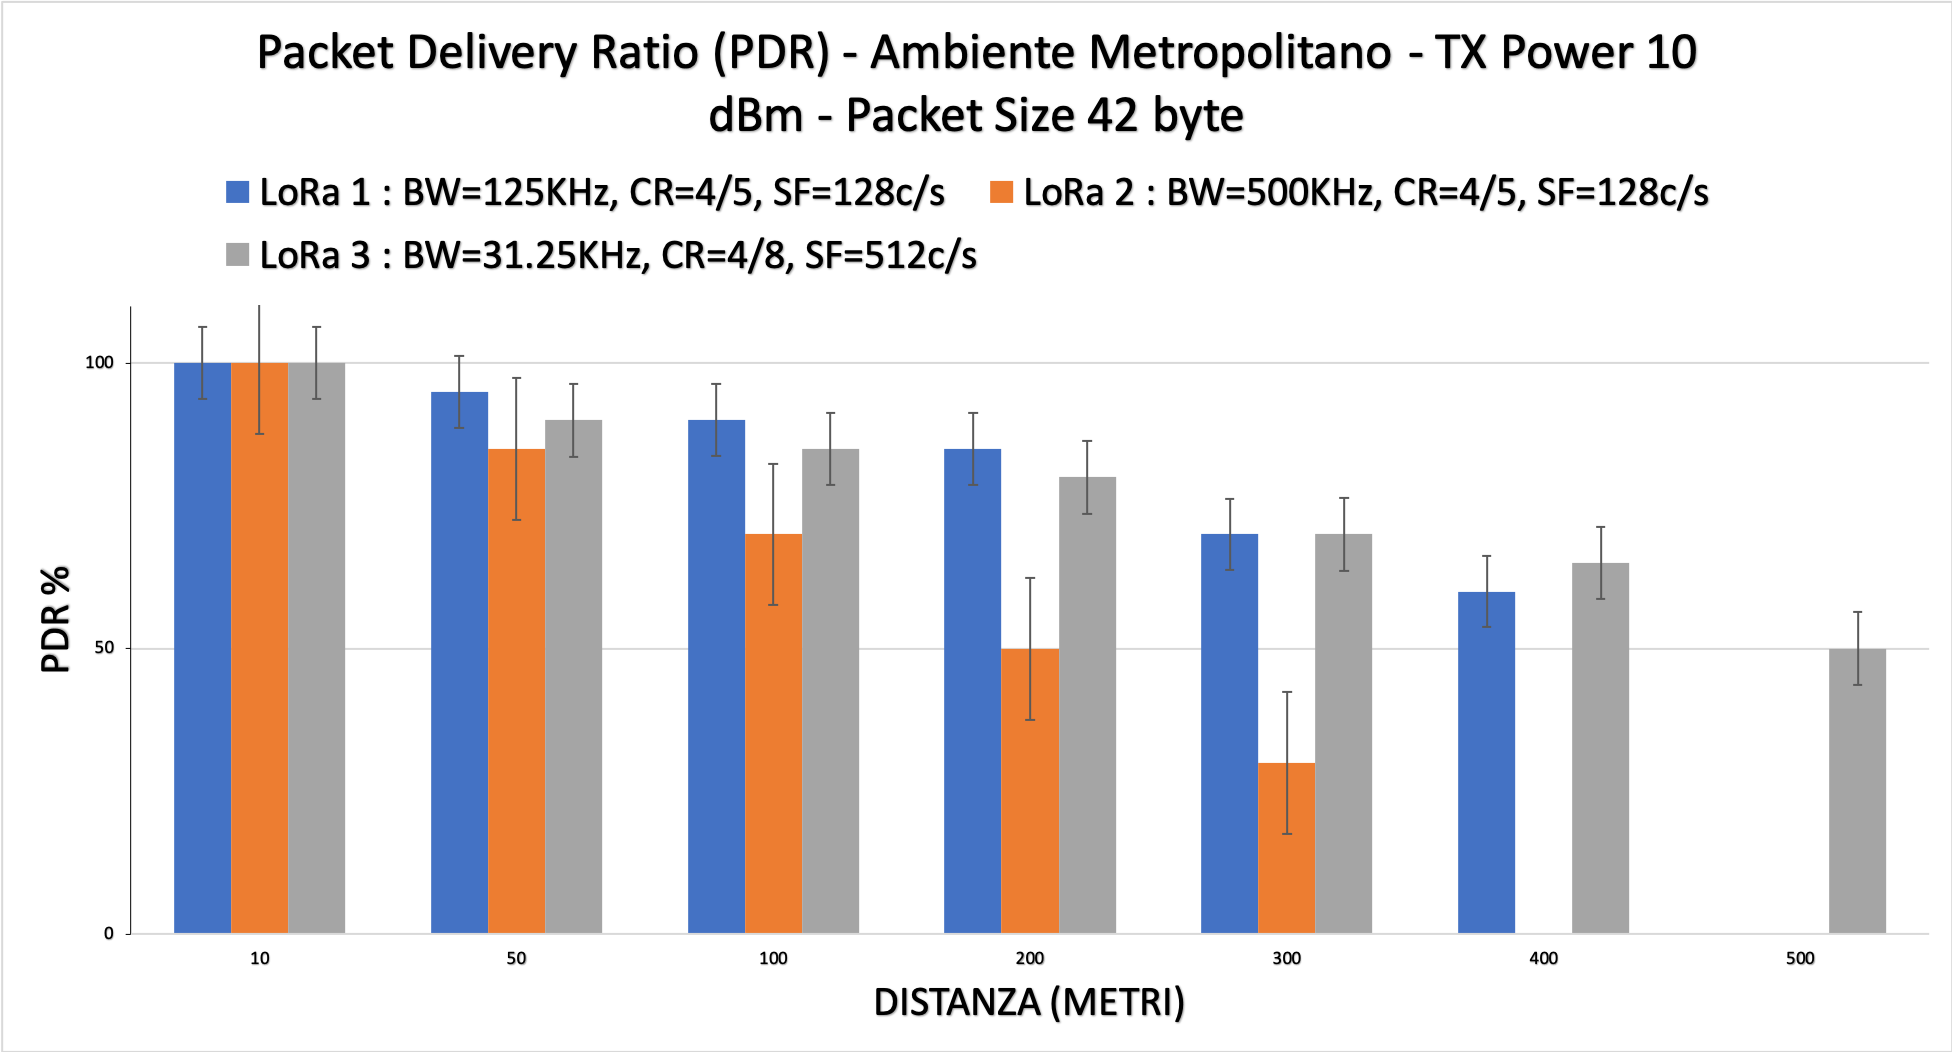 Packet Delivery Ratio (PDR) - Ambiente Metropolitano - TX Power 10
dBm - Packet Size 42 byte
LoRa 1 : BW=125KHz, CR=4/5, SF=128c/s
LoRa 2 : BW=500KHz, CR=4/5, SF=128c/s
LoRa 3 : BW=31.25KHz, CR=4/8, SF=512c/s
PDR %
100
50
0
10
50
100
200
300
400
500
DISTANZA (METRI)